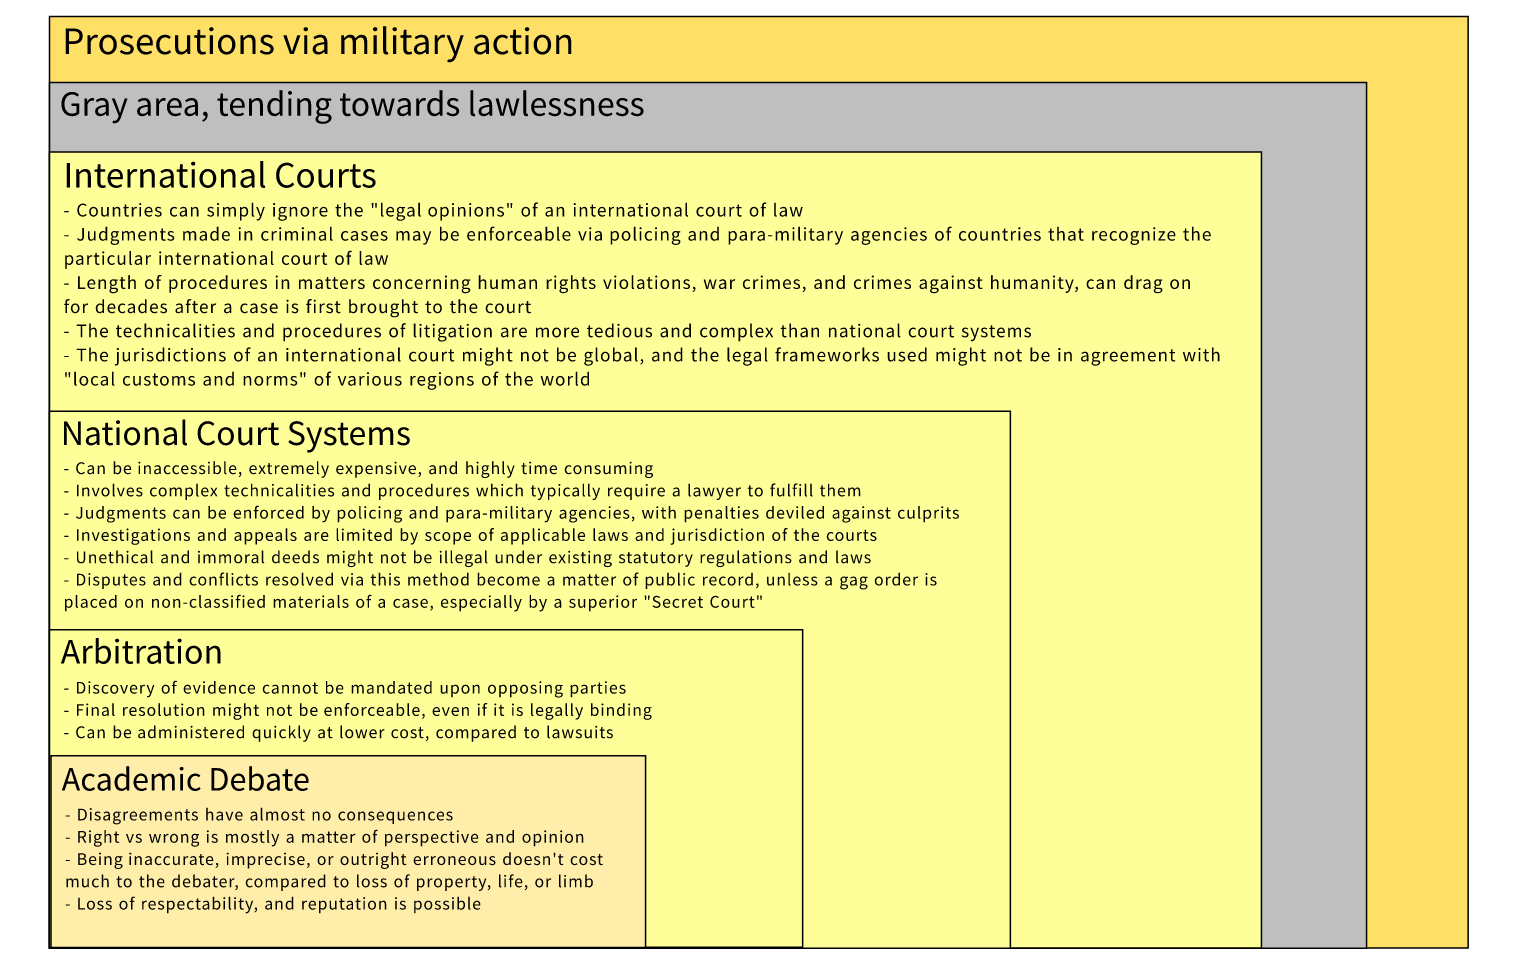 Prosecutions via military action
Gray area, tending towards lawlessness
International Courts
- Countries can simply ignore the "legal opinions" of an international court of law
- Judgments made in criminal cases may be enforceable via policing and para-military agencies of countries that recognize the
particular international court of law
- Length of procedures in matters concerning human rights violations, war crimes, and crimes against humanity, can drag on
for decades after a case is first brought to the court
- The technicalities and procedures of litigation are more tedious and complex than national court systems
- The jurisdictions of an international court might not be global, and the legal frameworks used might not be in agreement with
"local customs and norms" of various regions of the world
National Court Systems
- Can be inaccessible, extremely expensive, and highly time consuming
- Involves complex technicalities and procedures which typically require a lawyer to fulfill them
- Judgments can be enforced by policing and para-military agencies, with penalties deviled against culprits
- Investigations and appeals are limited by scope of applicable laws and jurisdiction of the courts
- Unethical and immoral deeds might not be illegal under existing statutory regulations and laws
- Disputes and conflicts resolved via this method become a matter of public record, unless a gag order is
placed on non-classified materials of a case, especially by a superior "Secret Court"
Arbitration
- Discovery of evidence cannot be mandated upon opposing parties
- Final resolution might not be enforceable, even if it is legally binding
- Can be administered quickly at lower cost, compared to lawsuits
Academic Debate
- Disagreements have almost no consequences
- Right vs wrong is mostly a matter of perspective and opinion
- Being inaccurate, imprecise, or outright erroneous doesn't cost
much to the debater, compared to loss of property, life, or limb
- Loss of respectability, and reputation is possible